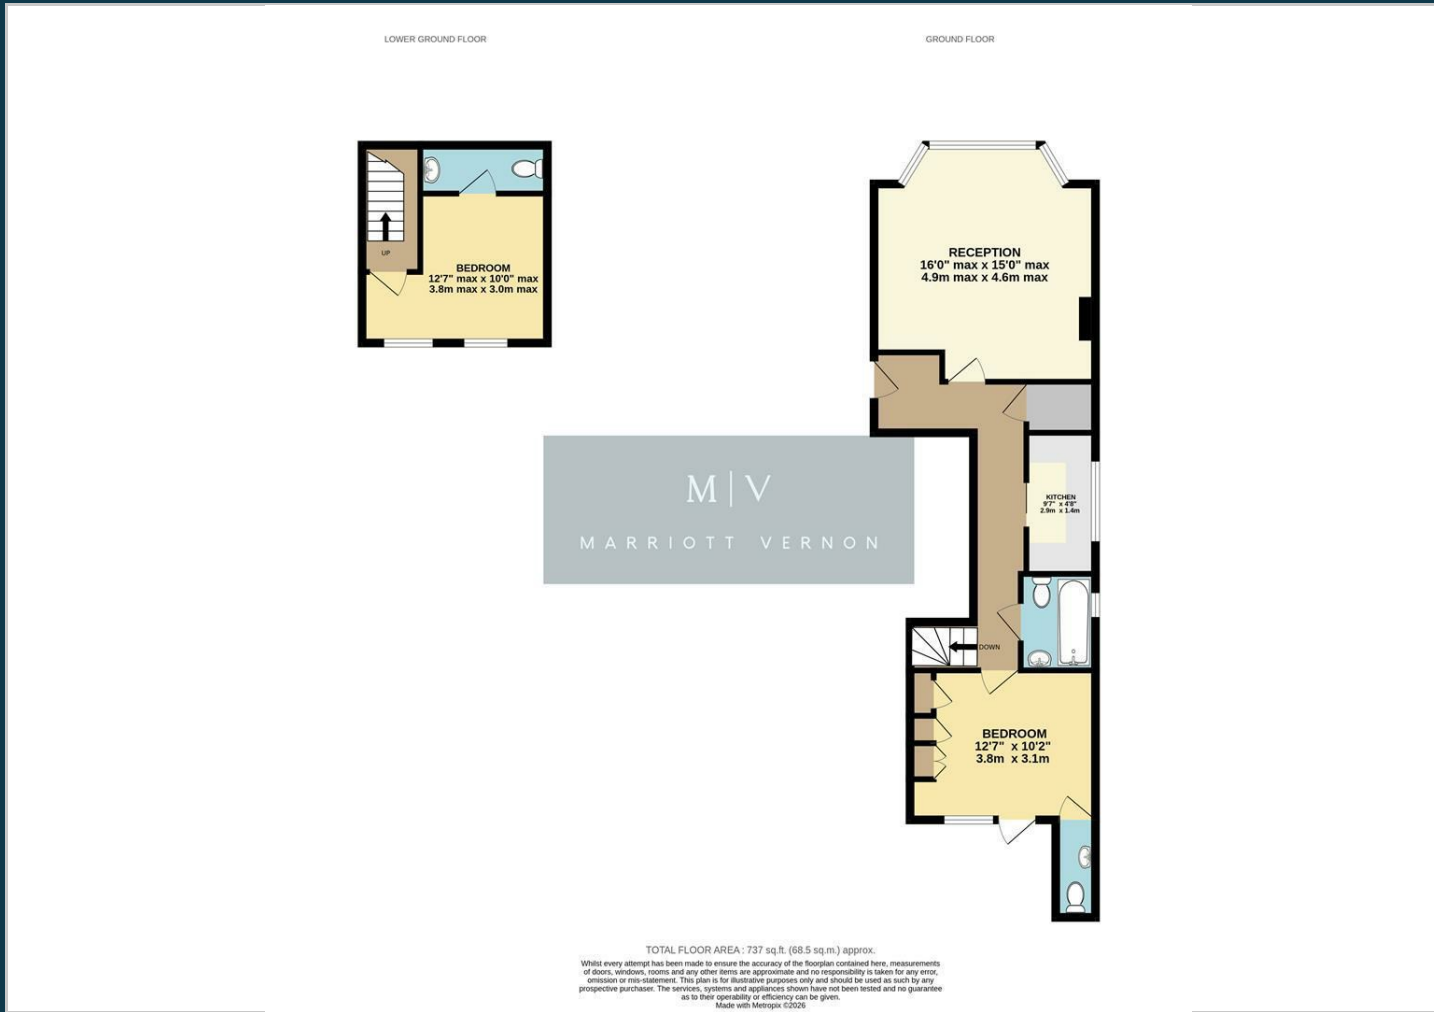 LOWER GROUND FLOOR
GROUND FLOOR
UP
BEDROOM
12'7" max x 10'0" max
3.8m max x 3.0m max
RECEPTION
16'0" max x 15'0" max
4.9m max x 4.6m max
KITCHEN
9'7" x 4'8"
2.9m x 1.4m
M | V
MARRIOTT VERNON
DOWN
BEDROOM
12'7" x 10'2"
3.8m x 3.1m
TOTAL FLOOR AREA : 737 sq.ft. (68.5 sq.m.) approx.
Whilst every attempt has been made to ensure the accuracy of the floorplan contained here, measurements
of doors, windows, rooms and any other items are approximate and no responsibility is taken for any error,
omission or mis-statement. This plan is for illustrative purposes only and should be used as such by any
prospective purchaser. The services, systems and appliances shown have not been tested and no guarantee
as to their operability or efficiency can be given.
Made with Metropix ©2026